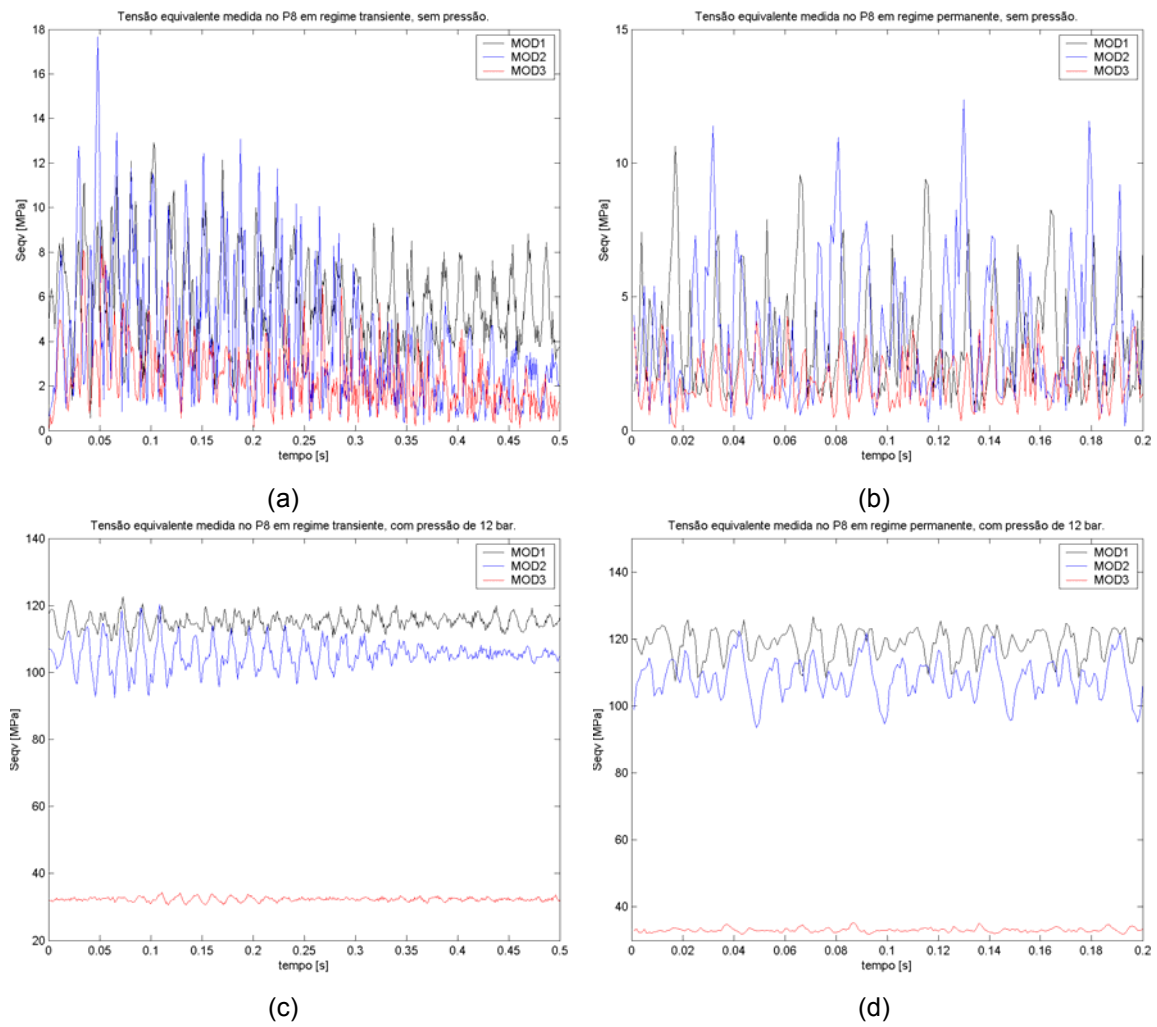 Tensão equivalente medida no P8 em regime transiente, sem pressão.
18
16
14
12
10
8
6
4
2
0
Seqv [MPa]
MOD1
MOD2
MOD3
0
0.05
0.1
0.15
0.2
0.25
0.3
0.35
0.4
0.45
0.5
tempo [s]
(a)
Tensão equivalente medida no P8 em regime permanente, sem pressão.
15
10
5
0
Seqv [MPa]
MOD1
MOD2
MOD3
0
0.02
0.04
0.06
0.08
0.1
0.12
0.14
0.16
0.18
0.2
tempo [s]
(b)
Tensão equivalente medida no P8 em regime transiente, com pressão de 12 bar.
140
120
100
80
60
40
20
Seqv [MPa]
MOD1
MOD2
MOD3
0
0.05
0.1
0.15
0.2
0.25
0.3
0.35
0.4
0.45
0.5
tempo [s]
(c)
Tensão equivalente medida no P8 em regime permanente, com pressão de 12 bar.
140
120
100
80
60
40
Seqv [MPa]
MOD1
MOD2
MOD3
0
0.02
0.04
0.06
0.08
0.1
0.12
0.14
0.16
0.18
0.2
tempo [s]
(d)